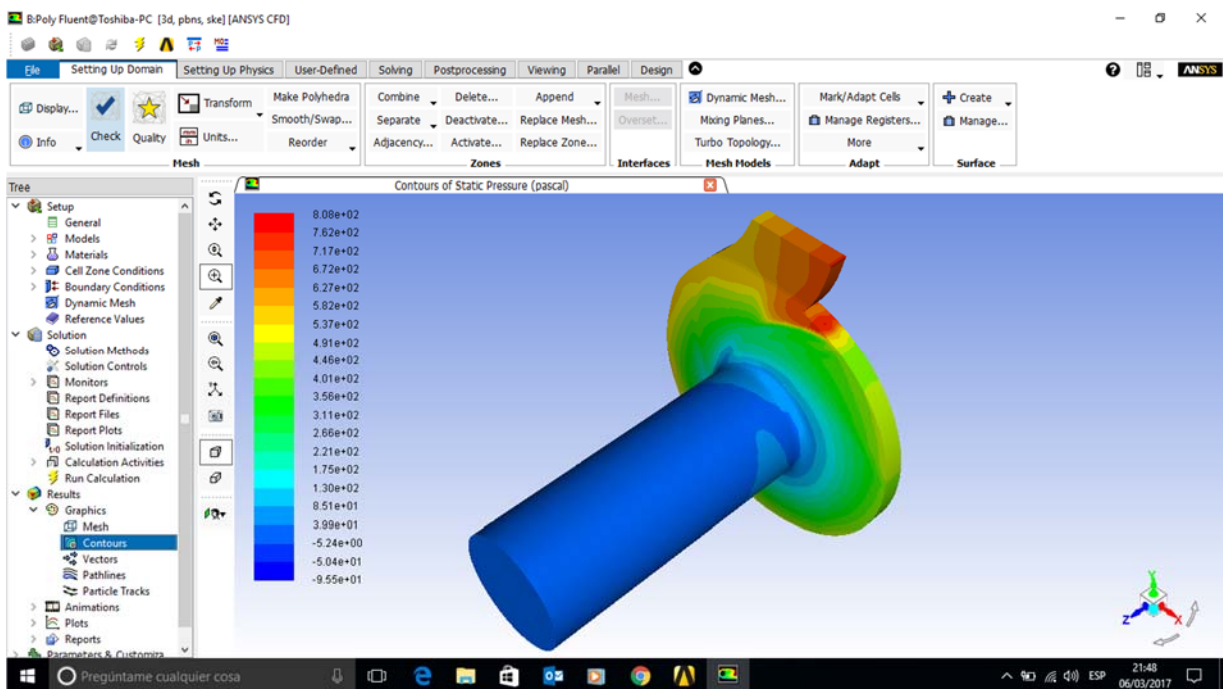 B:Poly Fluent@Toshiba-PC [3d, pbns, ske] [ANSYS CFD]
File Setting Up Domain Setting Up Physics User-Defined Solving Postprocessing Viewing Parallel Design ANSYS
Display... Transform Make Polyhedra Combine Delete... Append Mesh... Dynamic Mesh... Mark/Adapt Cells Create
Smooth/Swap... Separate Deactivate... Replace Mesh... Overset... Mixing Planes... Manage Registers... Manage...
Info Check Quality Units... Reorder Adjacency... Activate... Replace Zone... Turbo Topology... More
Mesh Zones Interfaces Mesh Models Adapt Surface
Tree
Setup
General
Models
Materials
Cell Zone Conditions
Boundary Conditions
Dynamic Mesh
Reference Values
Solution
Solution Methods
Solution Controls
Monitors
Report Definitions
Report Files
Report Plots
Solution Initialization
Calculation Activities
Run Calculation
Results
Graphics
Mesh
Contours
Vectors
Pathlines
Particle Tracks
Animations
Plots
Reports
Parameters & Customiza
Contours of Static Pressure (pascal)
8.08e+02
7.62e+02
7.17e+02
6.72e+02
6.27e+02
5.82e+02
5.37e+02
4.91e+02
4.46e+02
4.01e+02
3.56e+02
3.11e+02
2.66e+02
2.21e+02
1.75e+02
1.30e+02
8.51e+01
3.99e+01
-5.24e+00
-5.04e+01
-9.55e+01
Y
Z X
Pregúntame cualquier cosa
ESP
21:48
06/03/2017